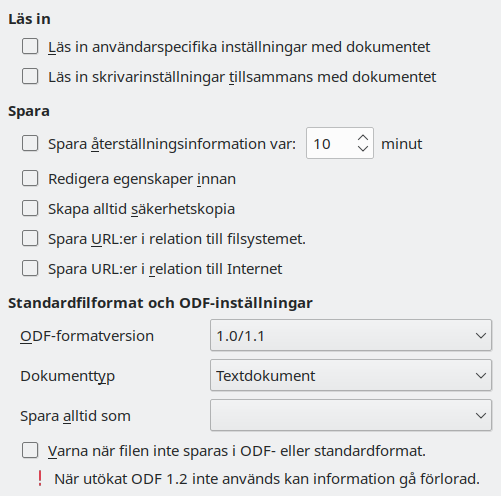 Läs in
Läs in användarspecifika inställningar med dokumentet
Läs in skrivarinställningar tillsammans med dokumentet
Spara
Spara återställningsinformation var: 10 minut
Redigera egenskaper innan
Skapa alltid säkerhetskopia
Spara URL:er i relation till filsystemet.
Spara URL:er i relation till Internet
Standardfilformat och ODF-inställningar
ODF-formatversion 1.0/1.1
Dokumenttyp Textdokument
Spara alltid som
Varna när filen inte sparas i ODF- eller standardformat.
! När utökat ODF 1.2 inte används kan information gå förlorad.